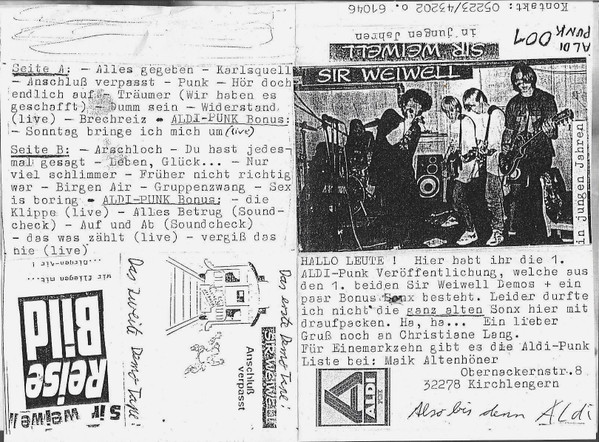 Seite A: - Alles gegeben - Karlsquell
- Anschluß verpasst - Punk - Hör doch
endlich auf - Träumer (Wir haben es
geschafft) - Dumm sein - Widerstand
(live) - Brechreiz - ALDI-PUNK Bonus:
- Sonntag bringe ich mich um (live)
Seite B: - Arschloch - Du hast jedes-
mal gesagt - Leben, Glück... - Nur
viel schlimmer - Früher nicht richtig
war - Birgen Air - Gruppenzwang - Sex
is boring - ALDI-PUNK Bonus: - die
Klippe (live) - Alles Betrug (Sound-
check) - Auf und Ab (Soundcheck)
- das was zählt (live) - vergiß das
nie (live)
wir fliegen mit...
...Birgen-Air !
Reise
Bild
Sir weiwell
Das zweite Demo Tape!
Anschluß
verpasst
SIR WEIWELL
Das erste Demo Tape!
Kontakt: 05223/43202 o 61046
ALDI
PUNK 001
in jungen Jahren
SIR WEIWELL
SIR WEIWELL
in jungen Jahren!
HALLO LEUTE ! Hier habt ihr die 1.
ALDI-Punk Veröffentlichung, welche aus
den 1. beiden Sir Weiwell Demos + ein
paar Bonus Sonx besteht. Leider durfte
ich nicht die ganz alten Sonx hier mit
draufpacken. Ha, ha... Ein lieber
Gruß noch an Christiane Lang.
Für Einemarkzehn gibt es die Aldi-Punk
Liste bei: Maik Altenhöner
Obernackernstr.8
32278 Kirchlengern
ALDI
Also bis denn Aldi